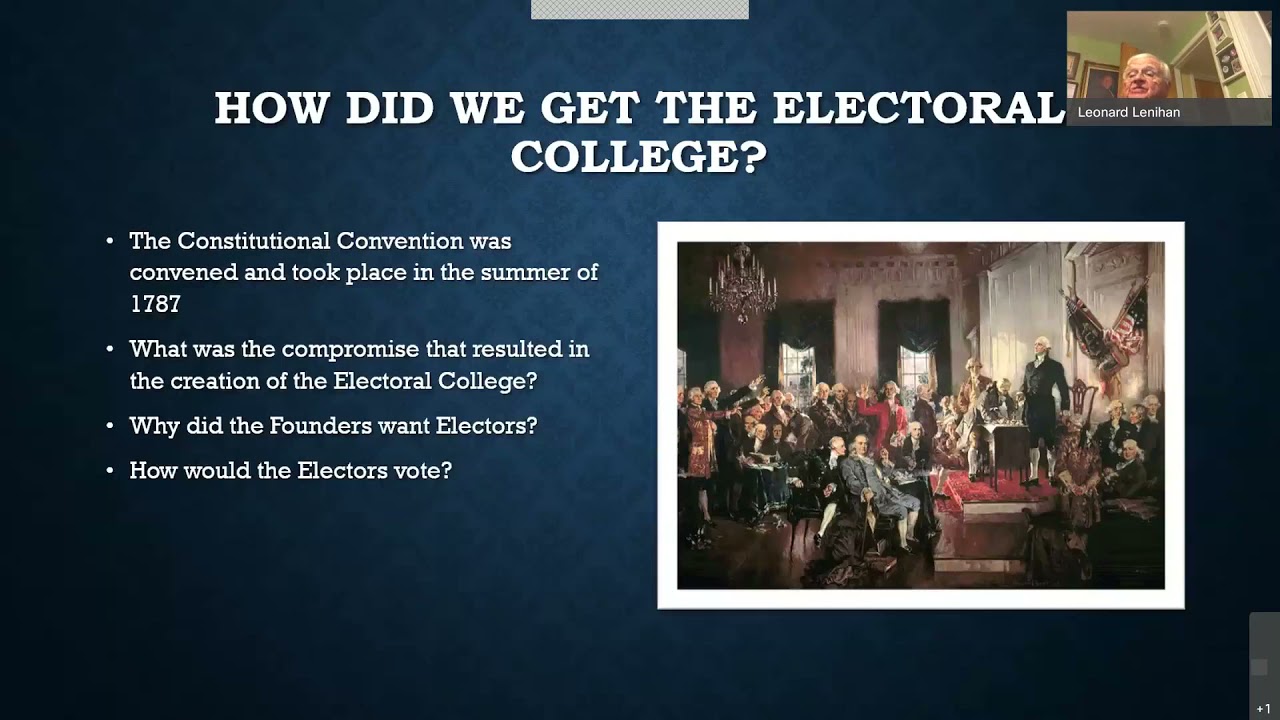 HOW DID WE GET THE ELECTORAL
COLLEGE?
Leonard Lenihan
• The Constitutional Convention was
convened and took place in the summer of
1787
• What was the compromise that resulted in
the creation of the Electoral College?
• Why did the Founders want Electors?
• How would the Electors vote?
+1